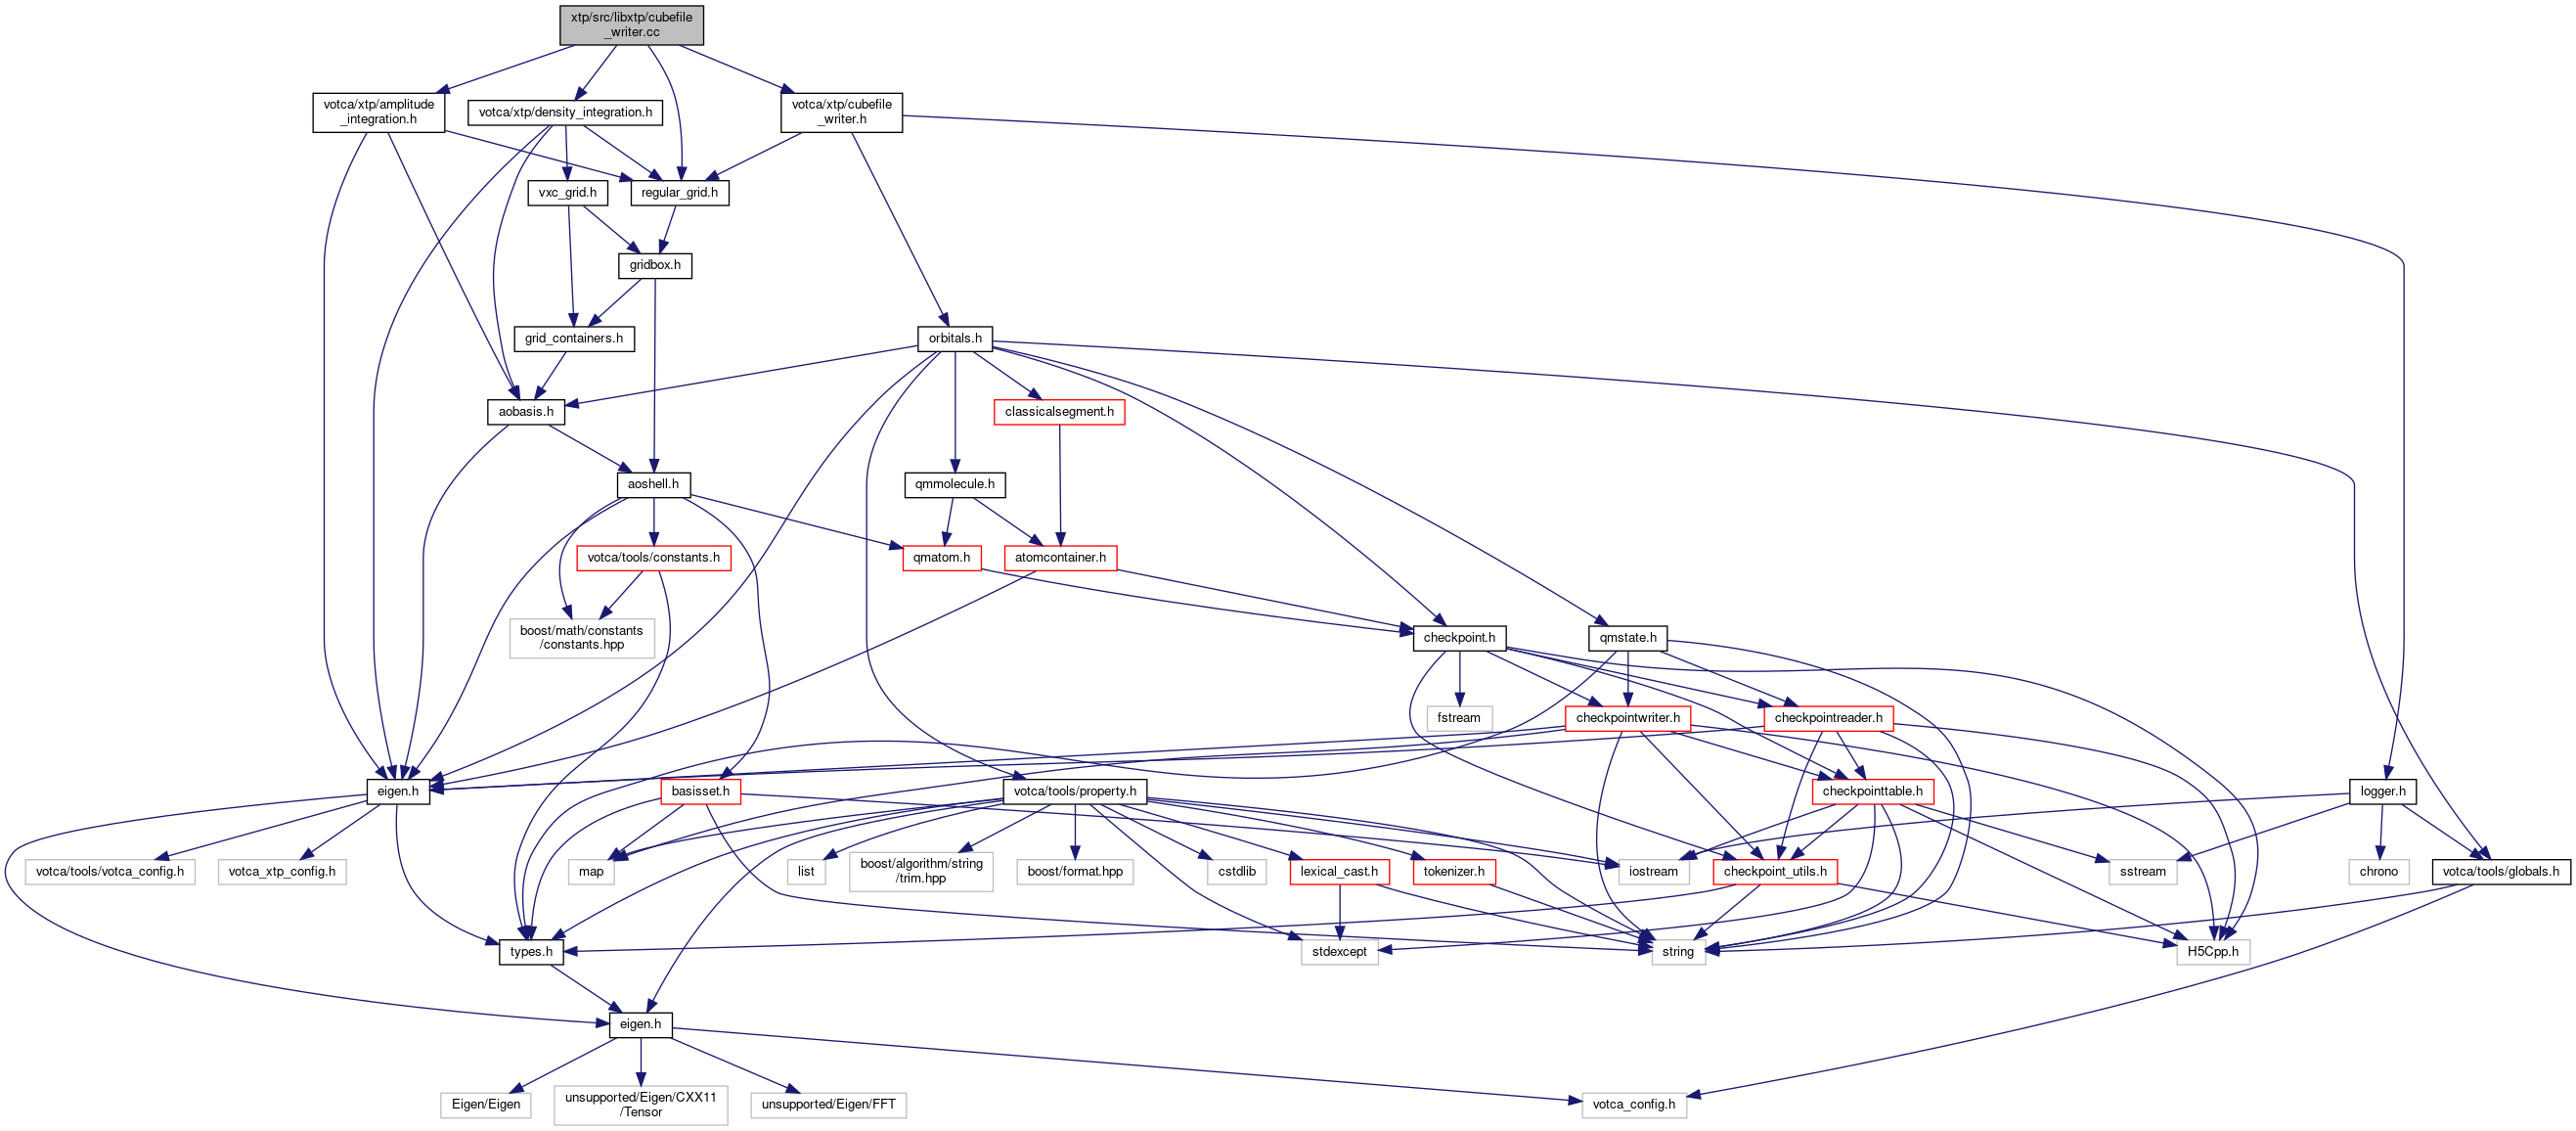 xtp/src/libxtp/cubefile
_writer.cc
votca/xtp/amplitude
_integration.h
votca/xtp/density_integration.h
votca/xtp/cubefile
_writer.h
vxc_grid.h
regular_grid.h
gridbox.h
grid_containers.h
orbitals.h
aobasis.h
classicalsegment.h
aoshell.h
qmmolecule.h
votca/tools/constants.h
qmatom.h
atomcontainer.h
boost/math/constants
/constants.hpp
checkpoint.h
qmstate.h
fstream
checkpointwriter.h
checkpointreader.h
eigen.h
basisset.h
votca/tools/property.h
checkpointtable.h
logger.h
votca/tools/votca_config.h
votca_xtp_config.h
map
list
boost/algorithm/string
/trim.hpp
boost/format.hpp
cstdlib
lexical_cast.h
tokenizer.h
iostream
checkpoint_utils.h
sstream
chrono
votca/tools/globals.h
types.h
stdexcept
string
H5Cpp.h
eigen.h
Eigen/Eigen
unsupported/Eigen/CXX11
/Tensor
unsupported/Eigen/FFT
votca_config.h